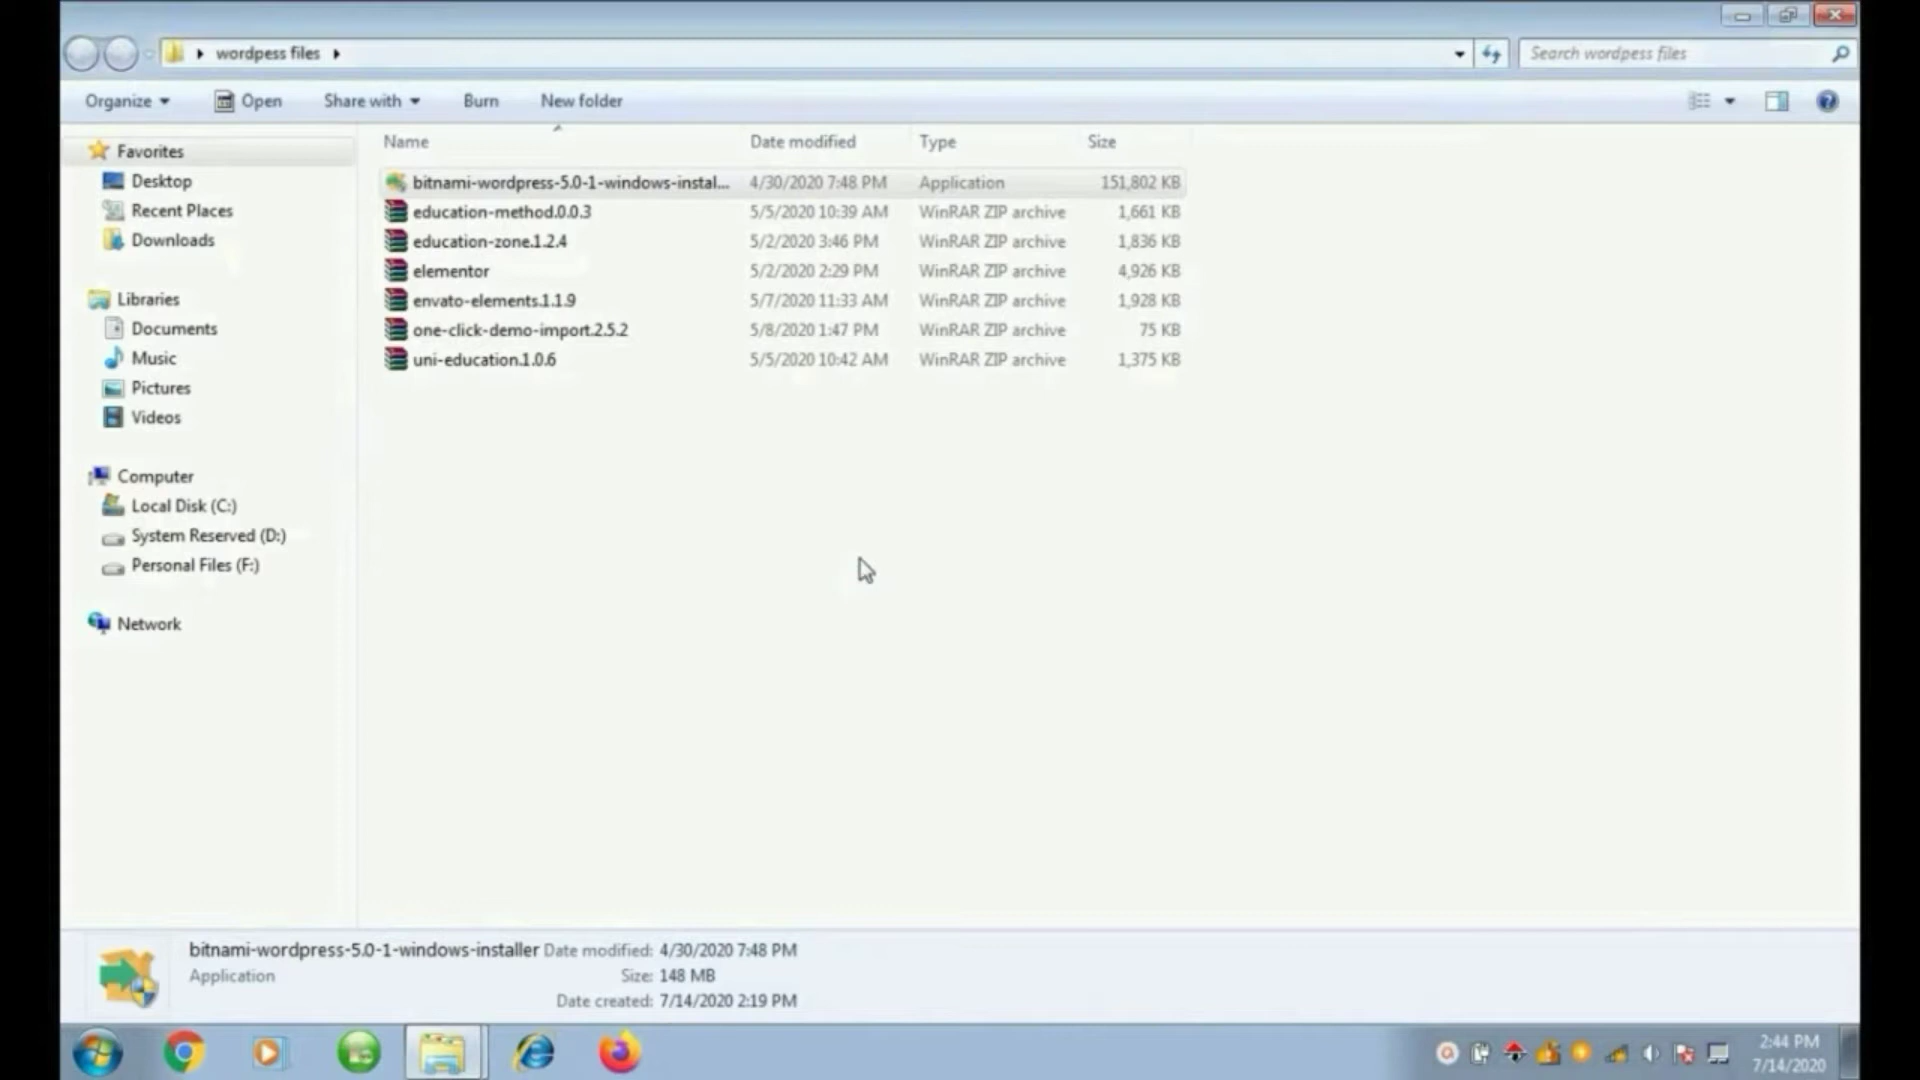 wordpess files
Search wordpess files
Organize Open Share with Burn New folder
Name Date modified Type Size
Favorites
Desktop
Recent Places
Downloads
Libraries
Documents
Music
Pictures
Videos
Computer
Local Disk (C:)
System Reserved (D:)
Personal Files (F:)
Network
bitnami-wordpress-5.0-1-windows-instal... 4/30/2020 7:48 PM Application 151,802 KB
education-method.0.0.3 5/5/2020 10:39 AM WinRAR ZIP archive 1,661 KB
education-zone.1.2.4 5/2/2020 3:46 PM WinRAR ZIP archive 1,836 KB
elementor 5/2/2020 2:29 PM WinRAR ZIP archive 4,926 KB
envato-elements.1.1.9 5/7/2020 11:33 AM WinRAR ZIP archive 1,928 KB
one-click-demo-import.2.5.2 5/8/2020 1:47 PM WinRAR ZIP archive 75 KB
uni-education.1.0.6 5/5/2020 10:42 AM WinRAR ZIP archive 1,375 KB
bitnami-wordpress-5.0-1-windows-installer Date modified: 4/30/2020 7:48 PM
Application Size: 148 MB
Date created: 7/14/2020 2:19 PM
2:44 PM
7/14/2020